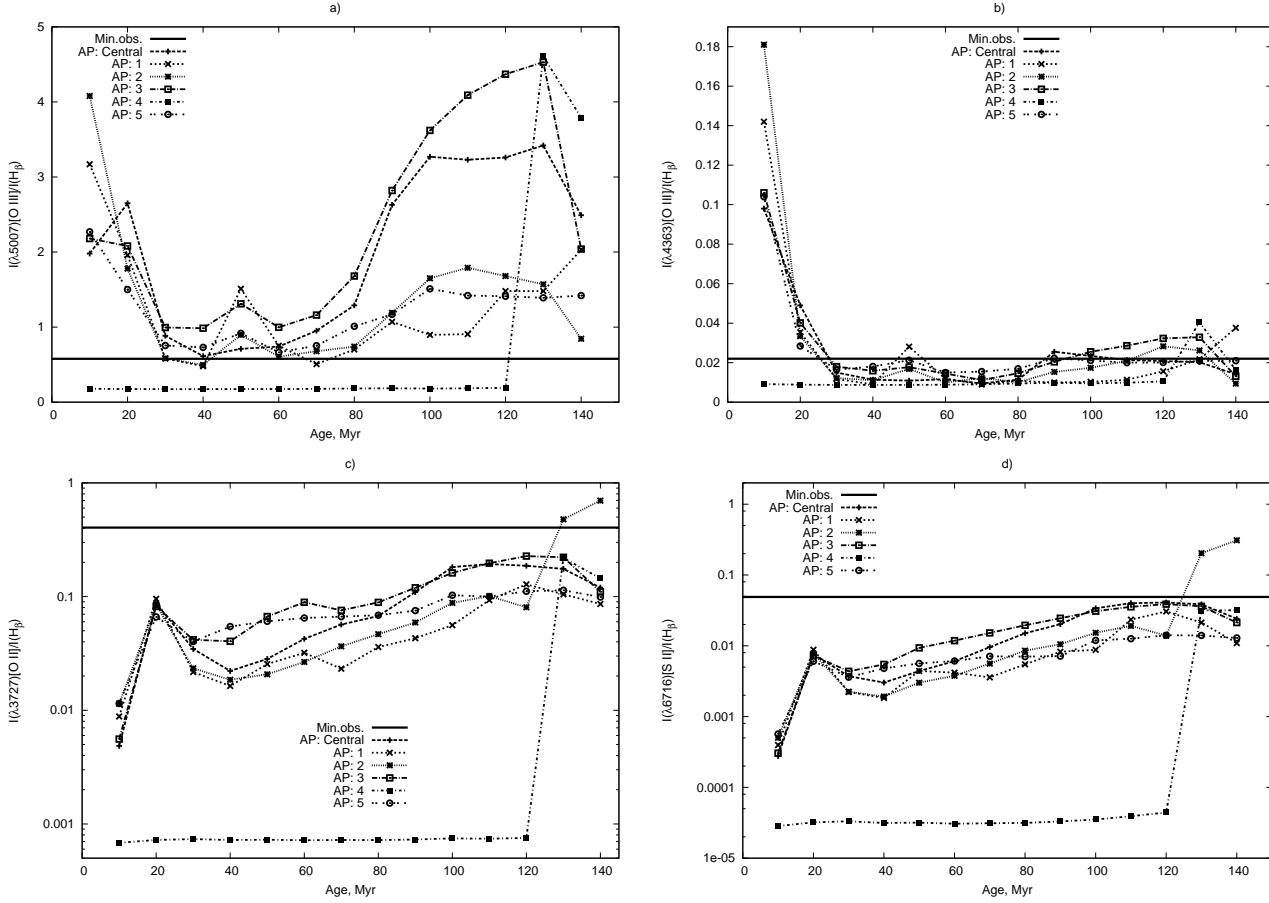 a)
I(λ5007)[O III]/I(Hβ)
5
4
3
2
1
0
Min.obs.
AP: Central
AP: 1
AP: 2
AP: 3
AP: 4
AP: 5
0 20 40 60 80 100 120 140
Age, Myr
b)
I(λ4363)[O III]/I(Hβ)
0.18
0.16
0.14
0.12
0.10
0.08
0.06
0.04
0.02
0
Min.obs.
AP: Central
AP: 1
AP: 2
AP: 3
AP: 4
AP: 5
0 20 40 60 80 100 120 140
Age, Myr
c)
I(λ3727)[O II]/I(Hβ)
1
0.1
0.01
0.001
Min.obs.
AP: Central
AP: 1
AP: 2
AP: 3
AP: 4
AP: 5
0 20 40 60 80 100 120 140
Age, Myr
d)
I(λ6716)[S II]/I(Hβ)
1
0.1
0.01
0.001
0.0001
1e-05
Min.obs.
AP: Central
AP: 1
AP: 2
AP: 3
AP: 4
AP: 5
0 20 40 60 80 100 120 140
Age, Myr